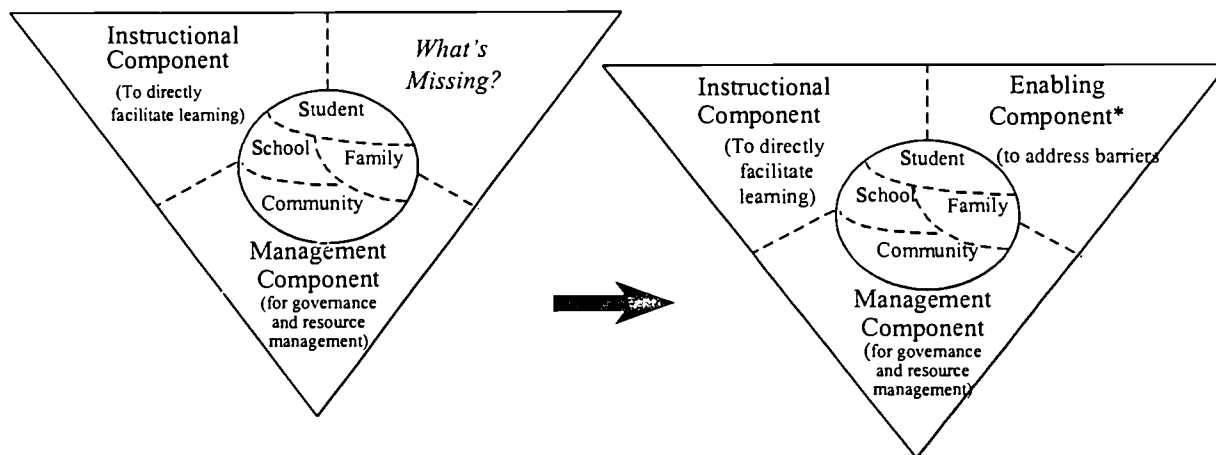 Instructional
Component
(To directly
facilitate learning)
What's
Missing?
Student
School
Family
Community
Management
Component
(for governance
and resource
management)
Instructional
Component
(To directly
facilitate
learning)
Enabling
Component*
(to address barriers
Student
School
Family
Community
Management
Component
(for governance
and resource
management)